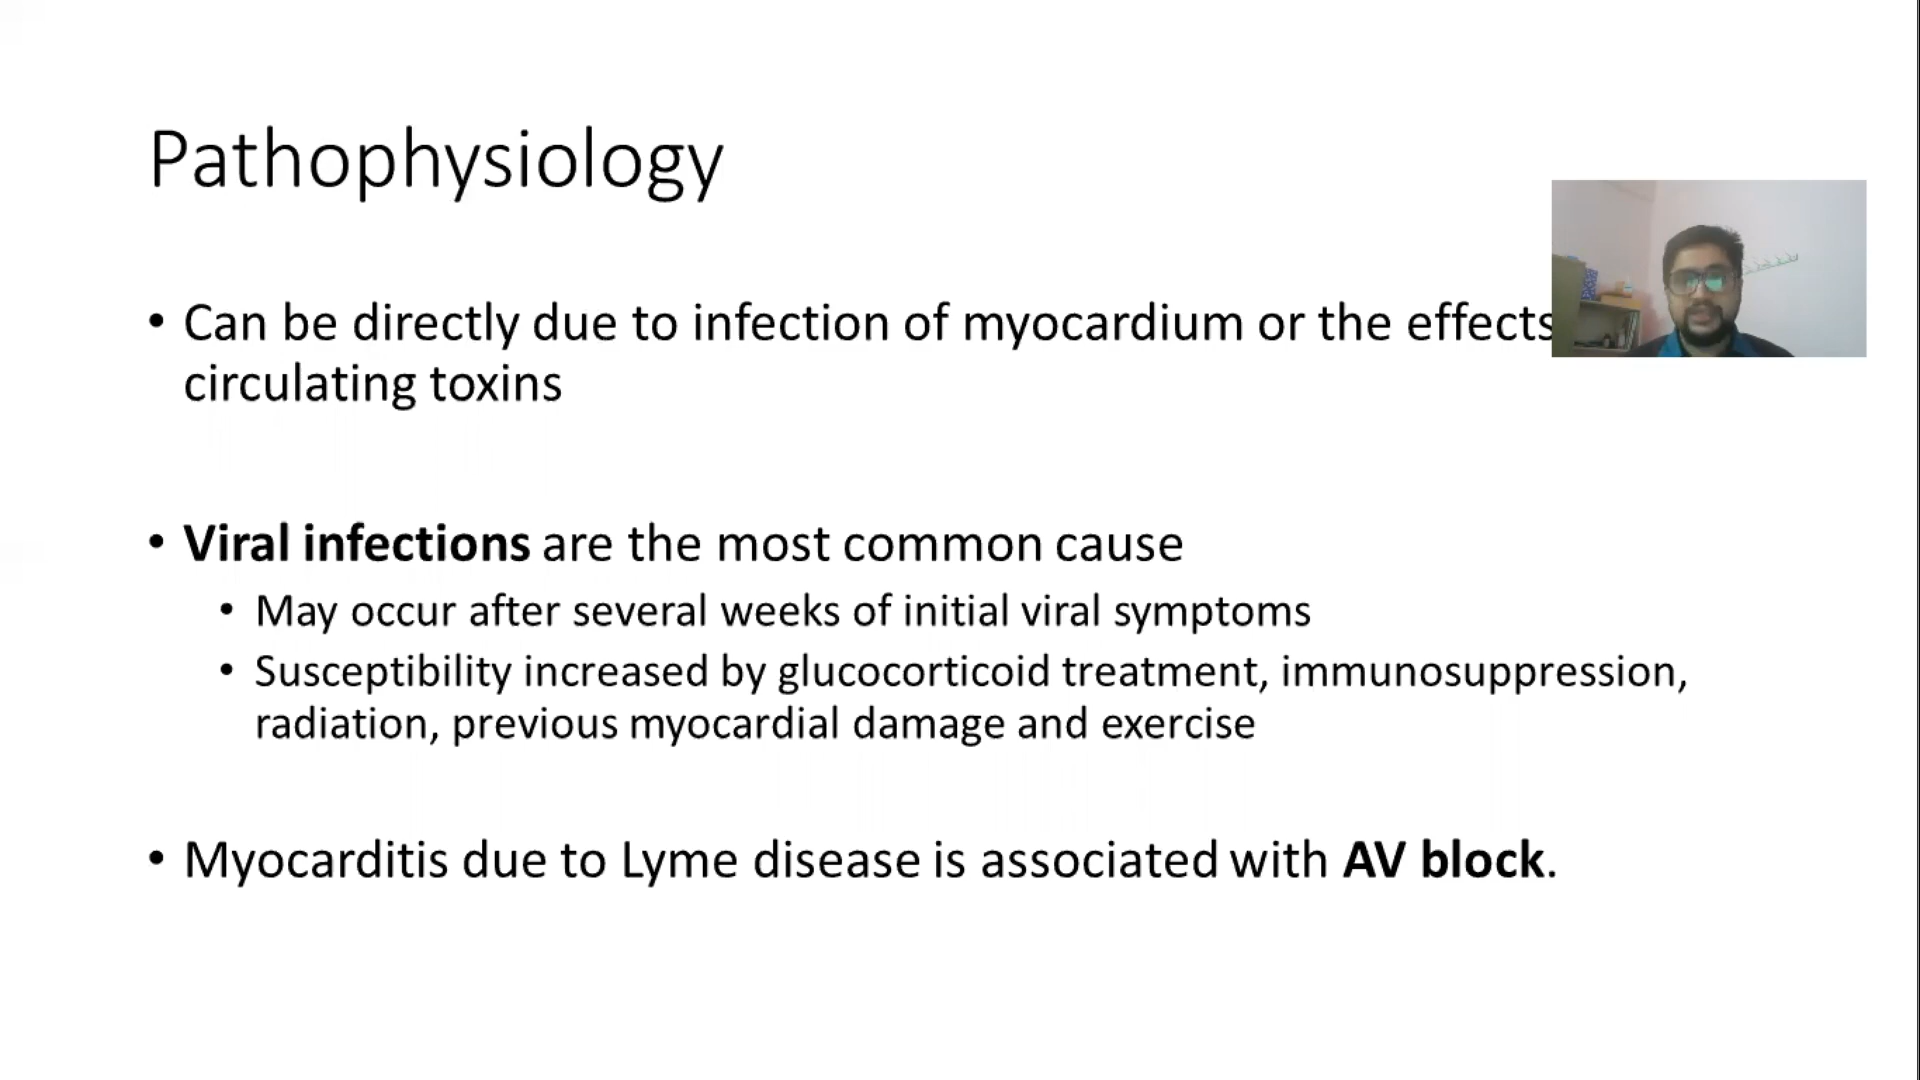 Pathophysiology
• Can be directly due to infection of myocardium or the effects
circulating toxins
• Viral infections are the most common cause
• May occur after several weeks of initial viral symptoms
• Susceptibility increased by glucocorticoid treatment, immunosuppression,
radiation, previous myocardial damage and exercise
• Myocarditis due to Lyme disease is associated with AV block.